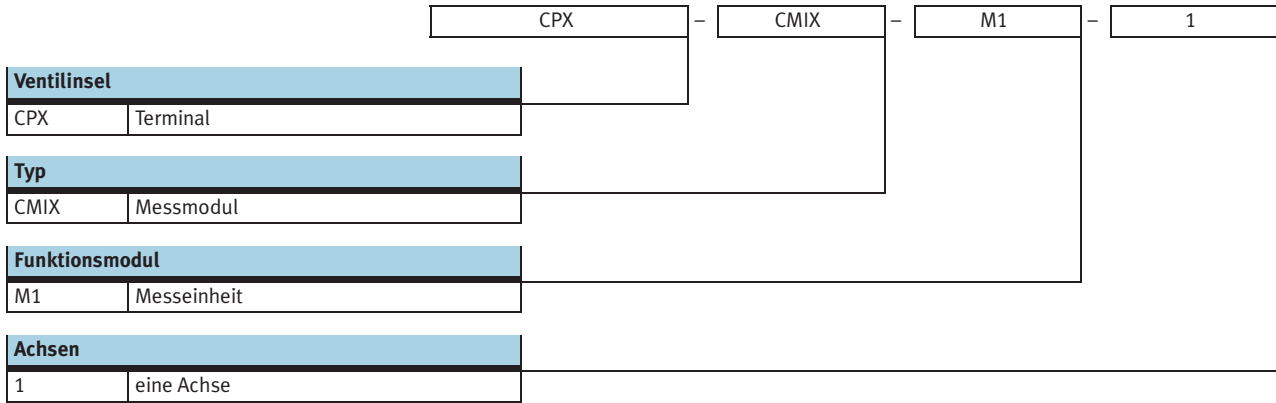 CPX – CMIX – M1 – 1
Ventilinsel
CPX Terminal
Typ
CMIX Messmodul
Funktionsmodul
M1 Messeinheit
Achsen
1 eine Achse